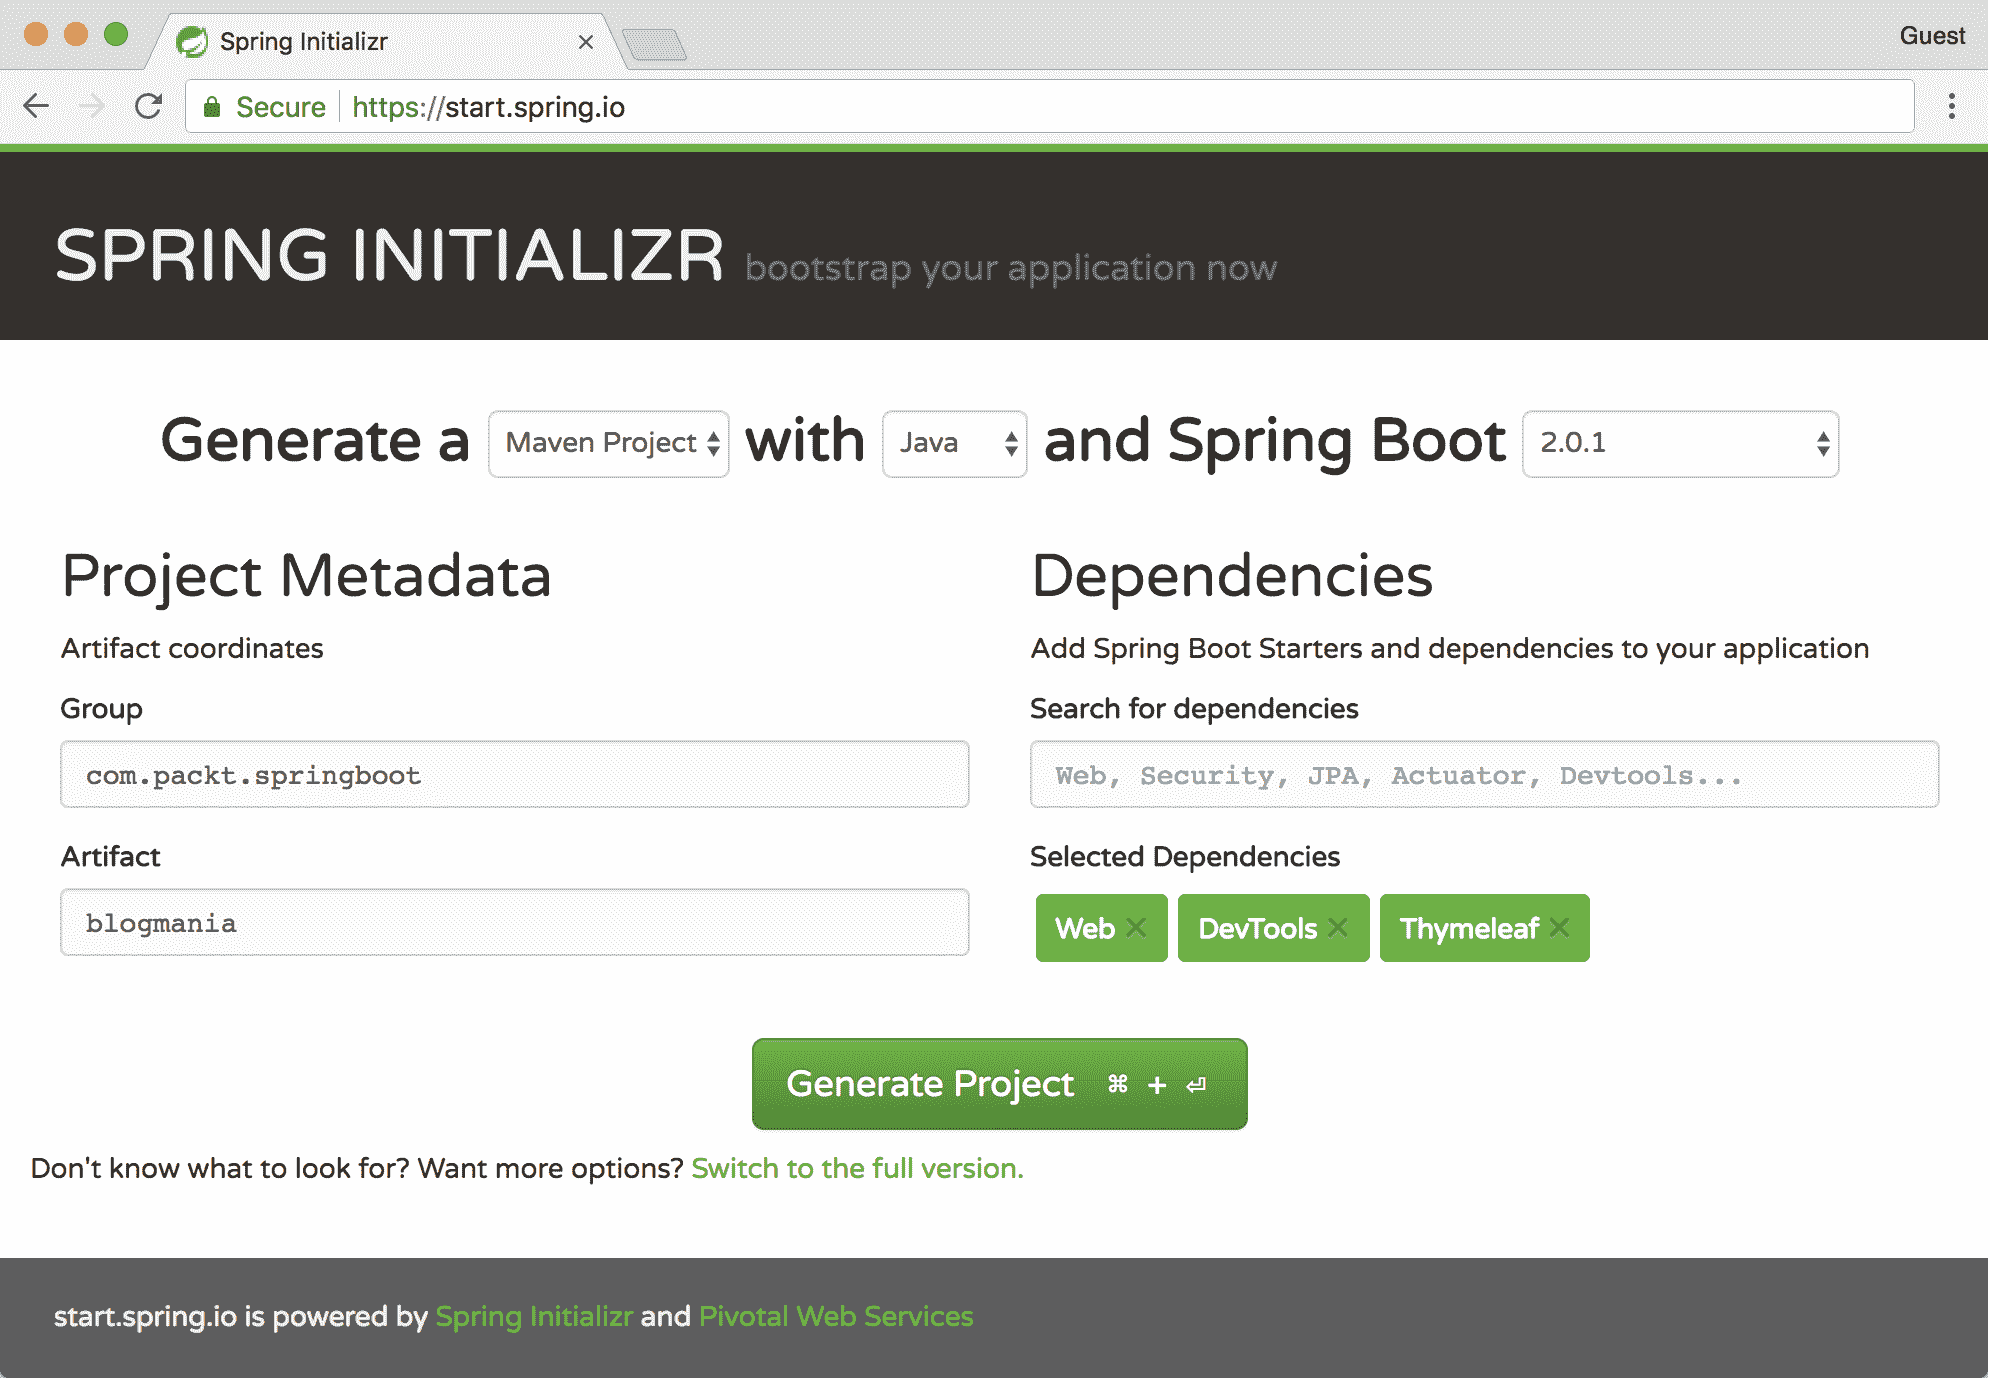 Spring Initializr
Guest
Secure https://start.spring.io
SPRING INITIALIZR bootstrap your application now
Generate a Maven Project with Java and Spring Boot 2.0.1
Project Metadata
Artifact coordinates
Group
com.packt.springboot
Artifact
blogmania
Dependencies
Add Spring Boot Starters and dependencies to your application
Search for dependencies
Web, Security, JPA, Actuator, Devtools...
Selected Dependencies
Web DevTools Thymeleaf
Generate Project ⌘ + ⏎
Don't know what to look for? Want more options? Switch to the full version.
start.spring.io is powered by Spring Initializr and Pivotal Web Services